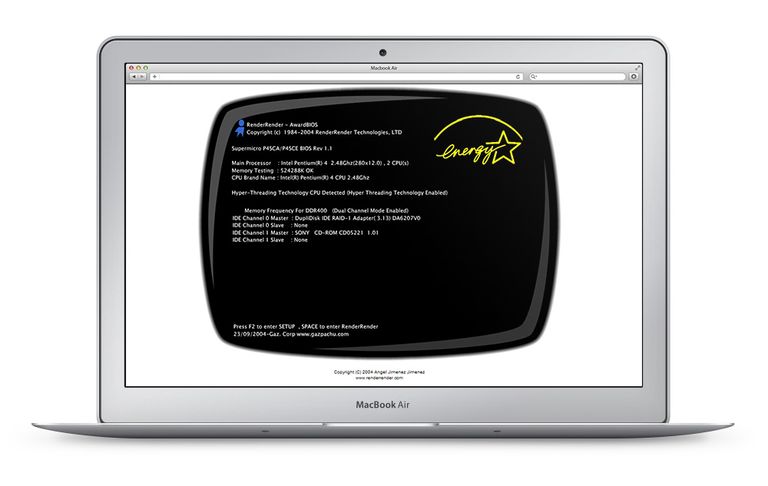 Macbook Air
RenderRender - AwardBIOS
Copyright (c) 1984-2004 RenderRender Technologies, LTD
energy
Supermicro P4SCA/P4SCE BIOS Rev 1.1
Main Processor : Intel Pentium(R) 4 2.48Ghz(280x12.0) , 2 CPU(s)
Memory Testing : 524288K OK
CPU Brand Name : Intel(R) Pentium(R) 4 CPU 2.48Ghz
Hyper-Threading Technology CPU Detected (Hyper Threading Technology Enabled)
Memory Frequency For DDR400 (Dual Channel Mode Enabled)
IDE Channel 0 Master : DupliDisk IDE RAID-1 Adapter( 3.13) DA6207V0
IDE Channel 0 Slave : None
IDE Channel 1 Master : SONY CD-ROM CD05221 1.01
IDE Channel 1 Slave : None
Press F2 to enter SETUP , SPACE to enter RenderRender
23/09/2004-Gaz. Corp www.gazpachu.com
Copyright (C) 2004 Angel Jimenez Jimenez
www.renderrender.com
MacBook Air